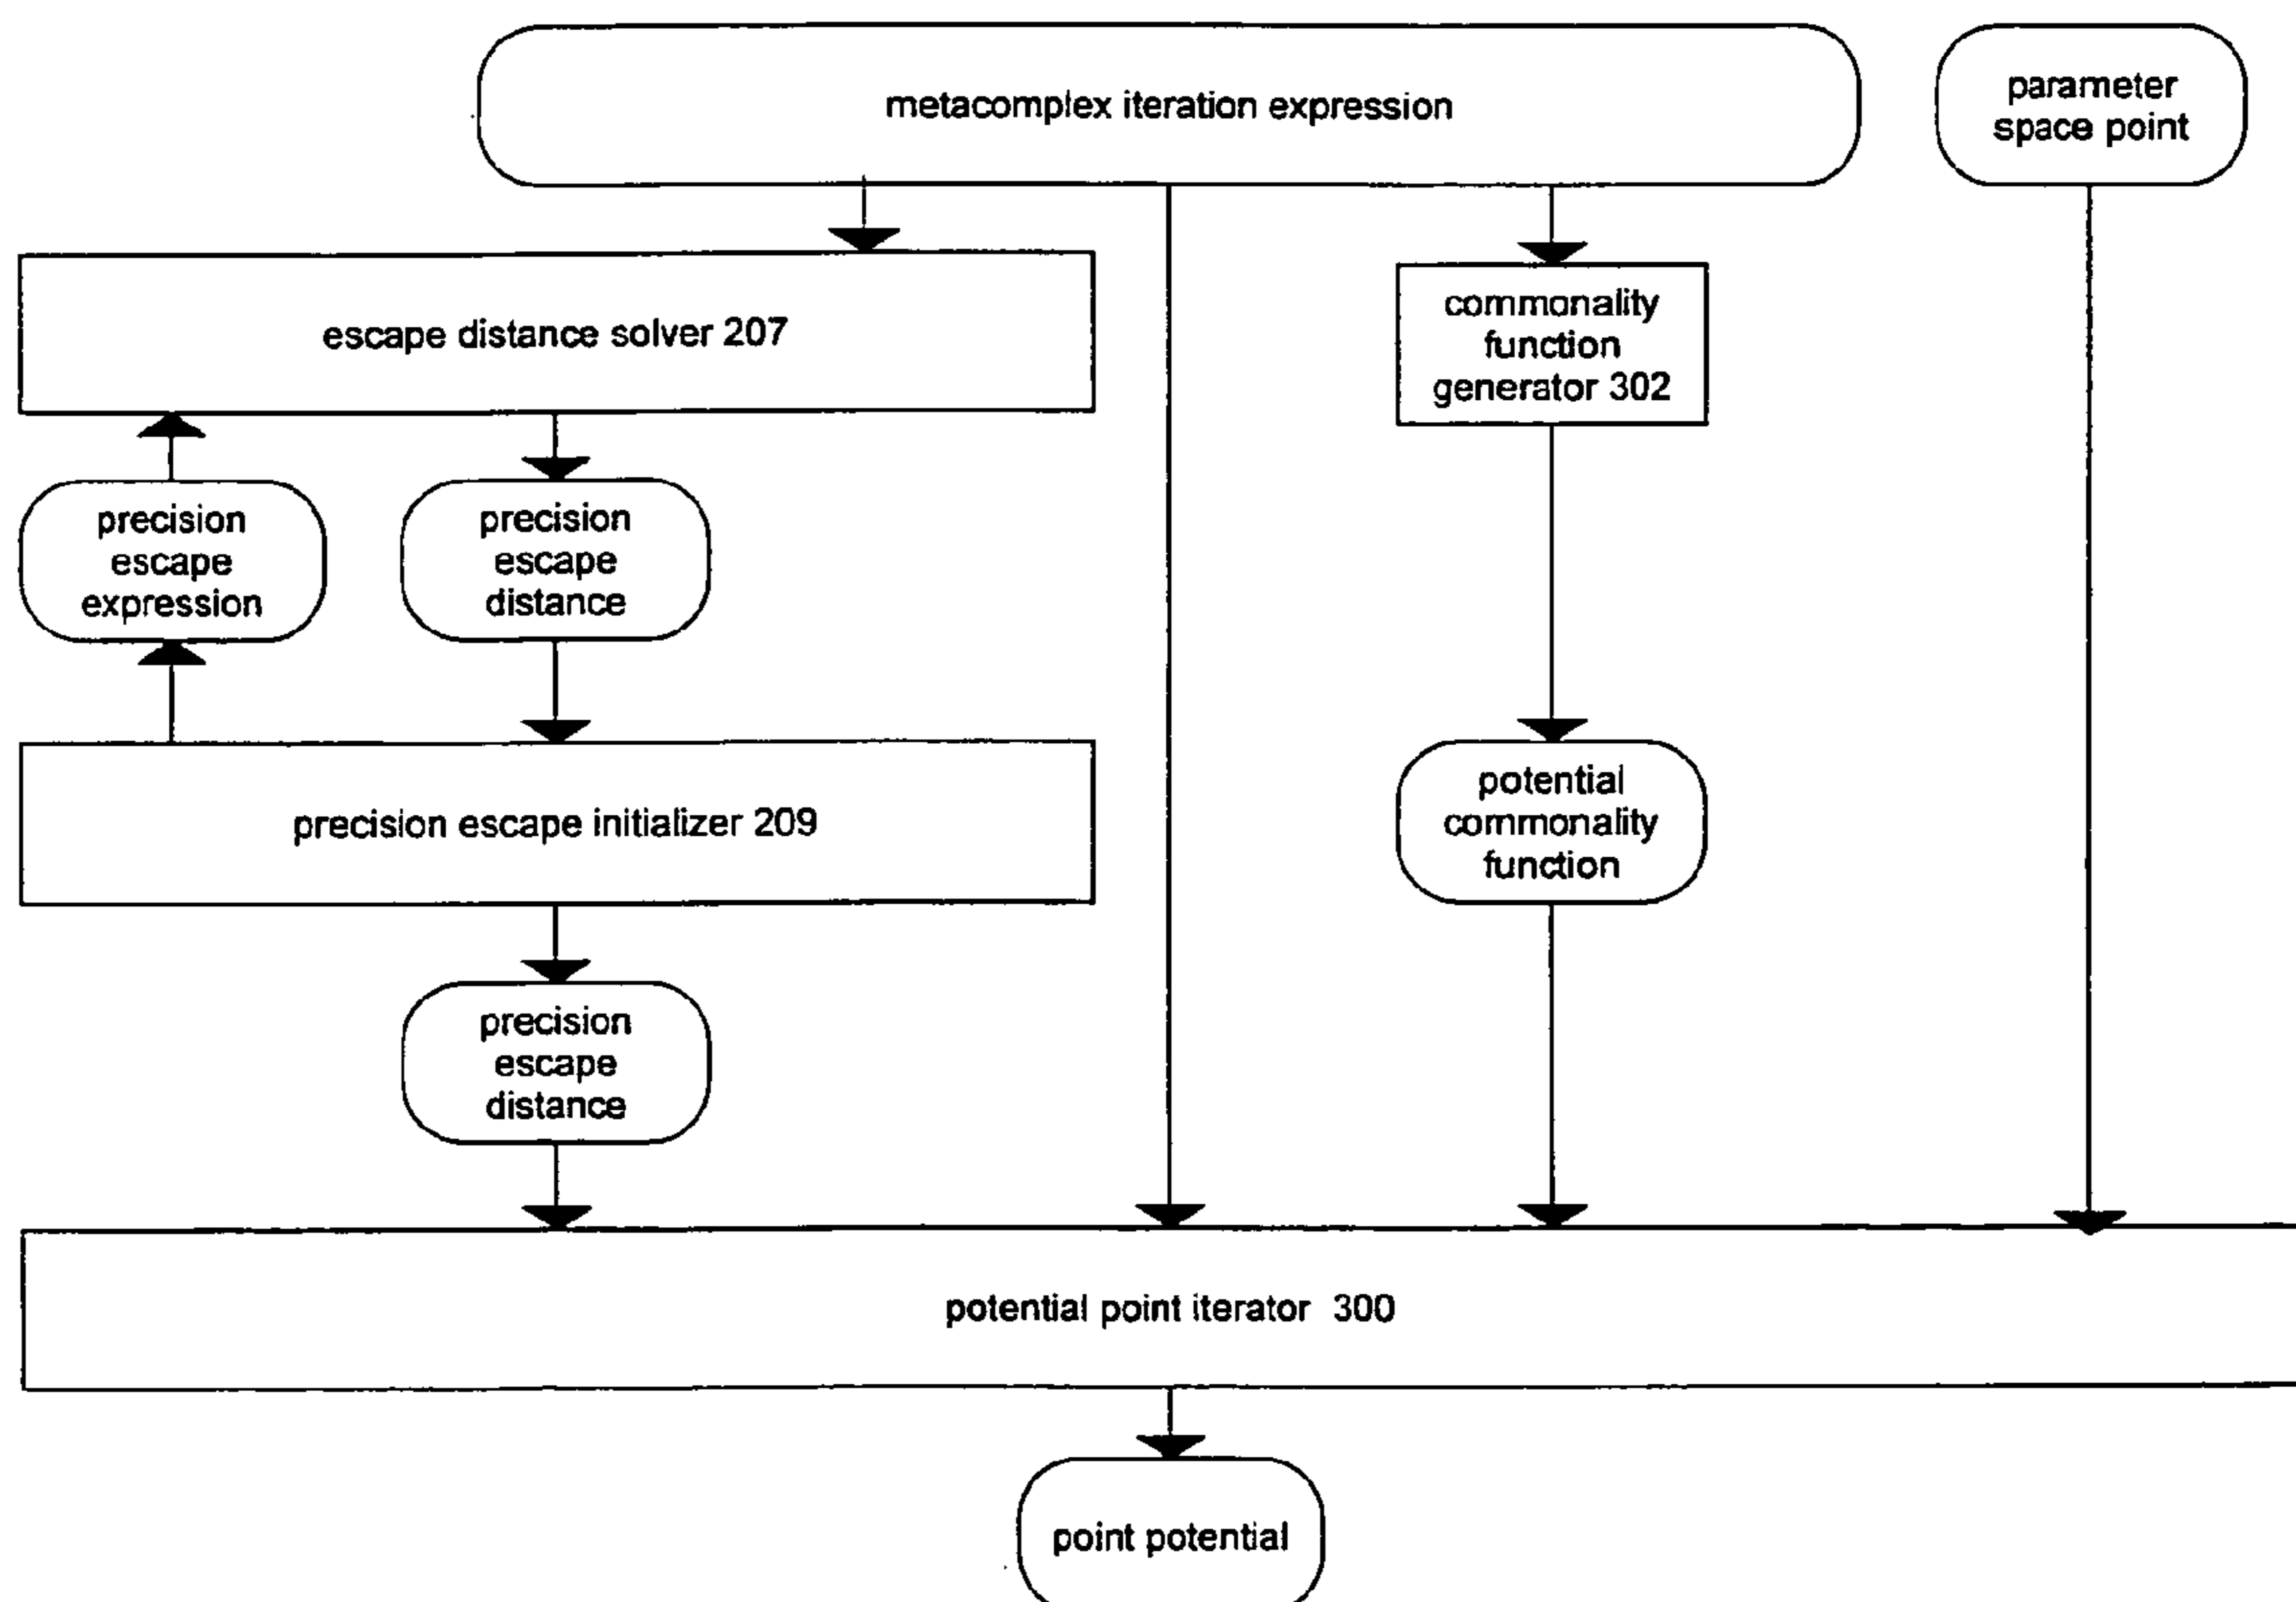 metacomplex iteration expression
parameter
space point
escape distance solver 207
commonality
function
generator 302
precision
escape
expression
precision
escape
distance
precision escape initializer 209
potential
commonality
function
precision
escape
distance
potential point iterator 300
point potential